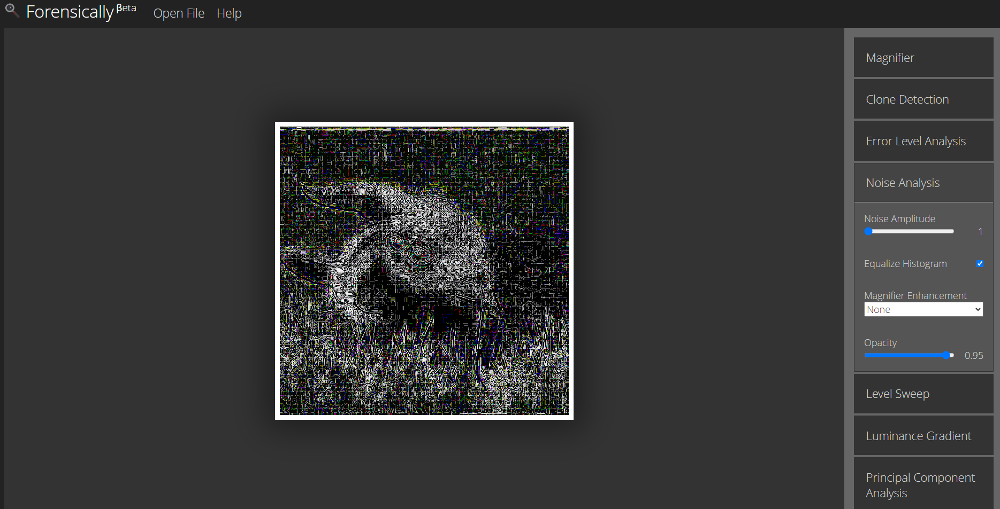 Forensically βeta Open File Help
Magnifier
Clone Detection
Error Level Analysis
Noise Analysis
Noise Amplitude
1
Equalize Histogram
Magnifier Enhancement
None
Opacity
0.95
Level Sweep
Luminance Gradient
Principal Component
Analysis